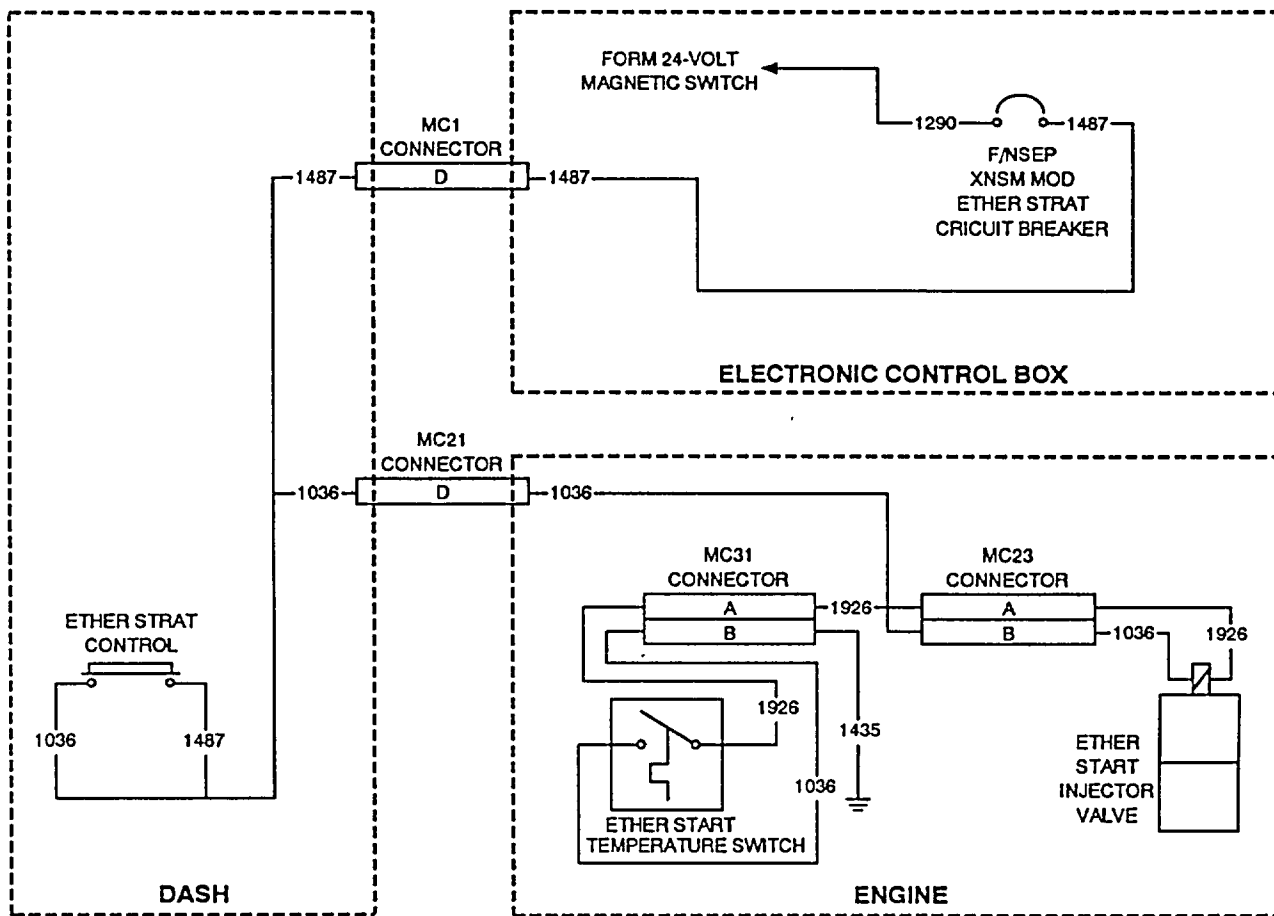 FORM 24-VOLT
MAGNETIC SWITCH
1290
1487
F/NSEP
XNSM MOD
ETHER STRAT
CRICUIT BREAKER
MC1
CONNECTOR
1487
D
1487
ELECTRONIC CONTROL BOX
MC21
CONNECTOR
1036
D
1036
MC31
CONNECTOR
A
B
1926
MC23
CONNECTOR
A
B
1036
1926
ETHER STRAT
CONTROL
1036
1487
1926
1435
1036
ETHER START
TEMPERATURE SWITCH
ETHER
START
INJECTOR
VALVE
DASH
ENGINE